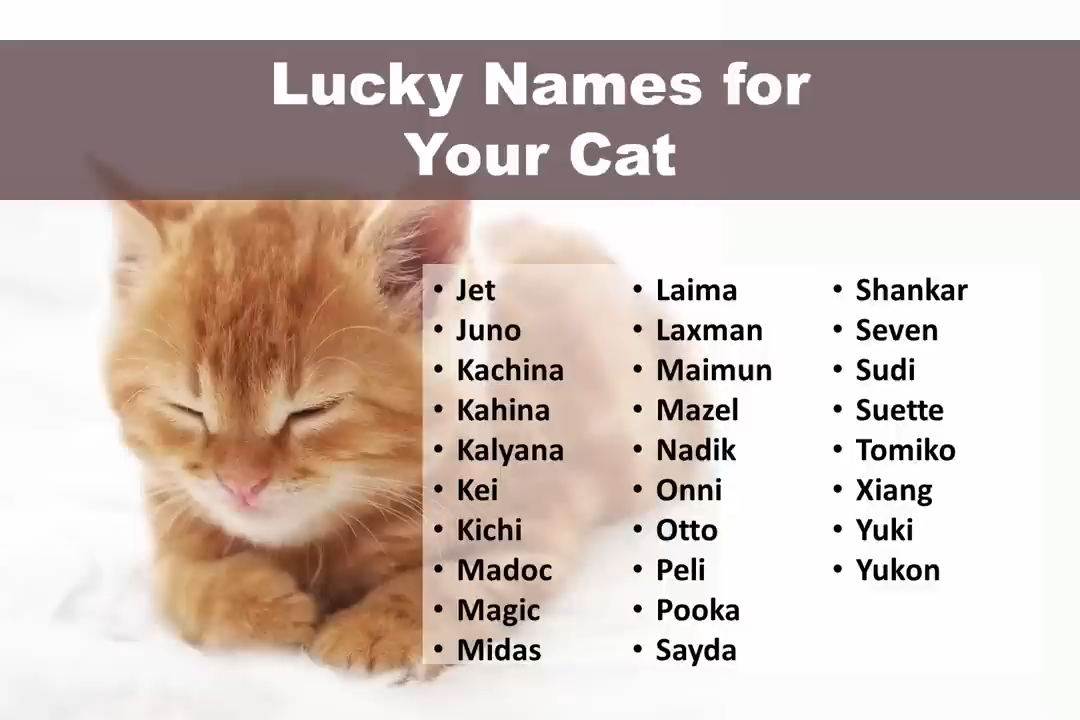 Lucky Names for
Your Cat
• Jet
• Juno
• Kachina
• Kahina
• Kalyana
• Kei
• Kichi
• Madoc
• Magic
• Midas
• Laima
• Laxman
• Maimun
• Mazel
• Nadik
• Onni
• Otto
• Peli
• Pooka
• Sayda
• Shankar
• Seven
• Sudi
• Suette
• Tomiko
• Xiang
• Yuki
• Yukon